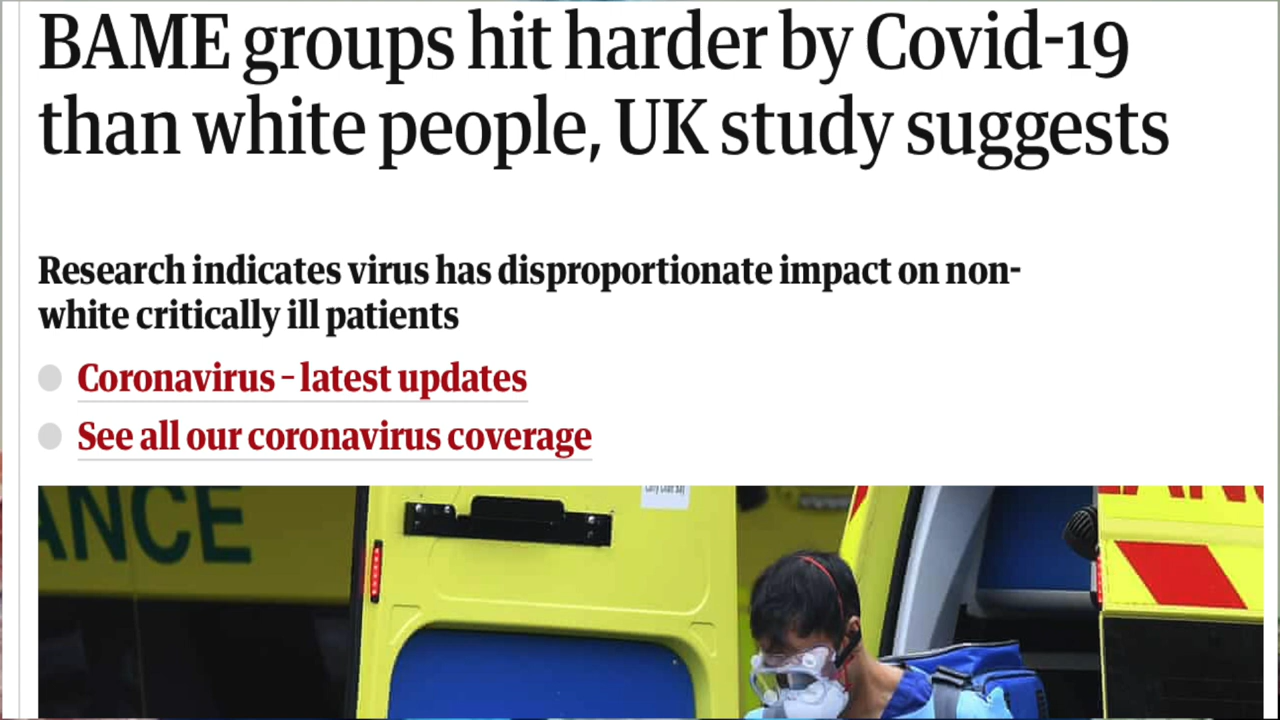 BAME groups hit harder by Covid-19
than white people, UK study suggests
Research indicates virus has disproportionate impact on non-
white critically ill patients
Coronavirus – latest updates
See all our coronavirus coverage
ANCE